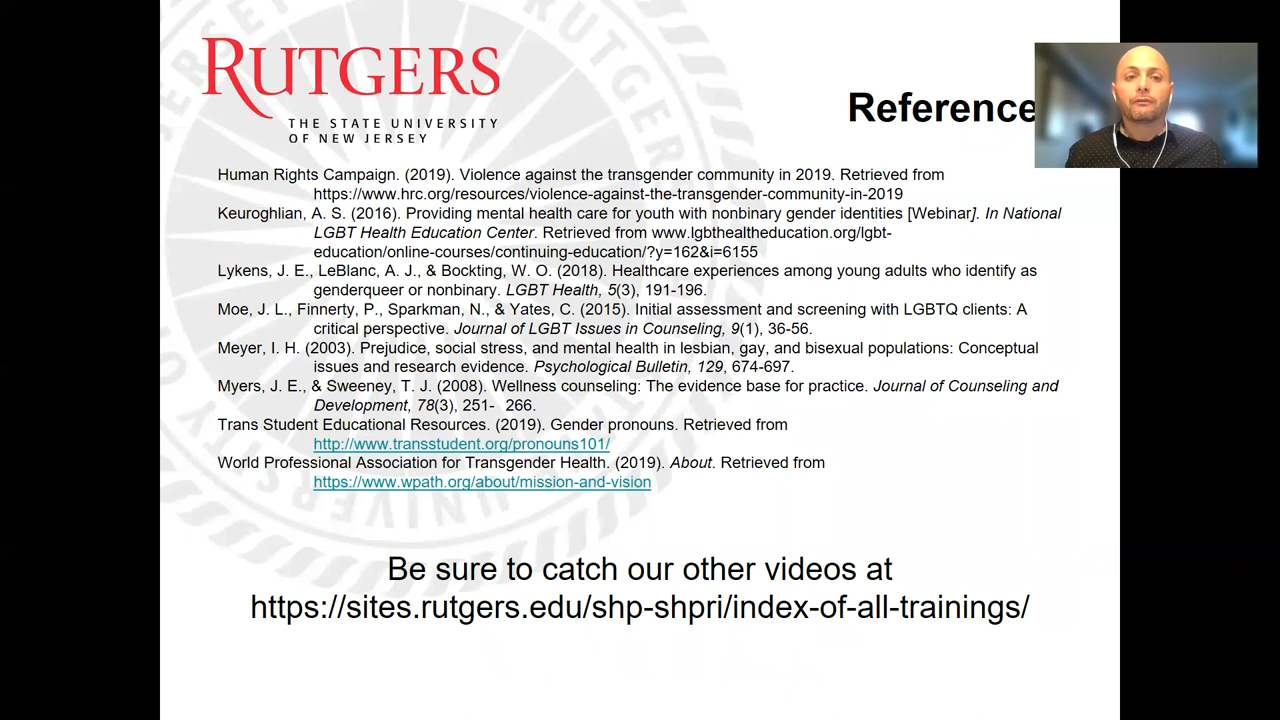 RUTGERS
THE STATE UNIVERSITY
OF NEW JERSEY
Reference
Human Rights Campaign. (2019). Violence against the transgender community in 2019. Retrieved from
https://www.hrc.org/resources/violence-against-the-transgender-community-in-2019
Keuroghlian, A. S. (2016). Providing mental health care for youth with nonbinary gender identities [Webinar]. In National
LGBT Health Education Center. Retrieved from www.lgbthealtheducation.org/lgbt-
education/online-courses/continuing-education/?y=162&i=6155
Lykens, J. E., LeBlanc, A. J., & Bockting, W. O. (2018). Healthcare experiences among young adults who identify as
genderqueer or nonbinary. LGBT Health, 5(3), 191-196.
Moe, J. L., Finnerty, P., Sparkman, N., & Yates, C. (2015). Initial assessment and screening with LGBTQ clients: A
critical perspective. Journal of LGBT Issues in Counseling, 9(1), 36-56.
Meyer, I. H. (2003). Prejudice, social stress, and mental health in lesbian, gay, and bisexual populations: Conceptual
issues and research evidence. Psychological Bulletin, 129, 674-697.
Myers, J. E., & Sweeney, T. J. (2008). Wellness counseling: The evidence base for practice. Journal of Counseling and
Development, 78(3), 251- 266.
Trans Student Educational Resources. (2019). Gender pronouns. Retrieved from
http://www.transstudent.org/pronouns101/
World Professional Association for Transgender Health. (2019). About. Retrieved from
https://www.wpath.org/about/mission-and-vision
Be sure to catch our other videos at
https://sites.rutgers.edu/shp-shpri/index-of-all-trainings/